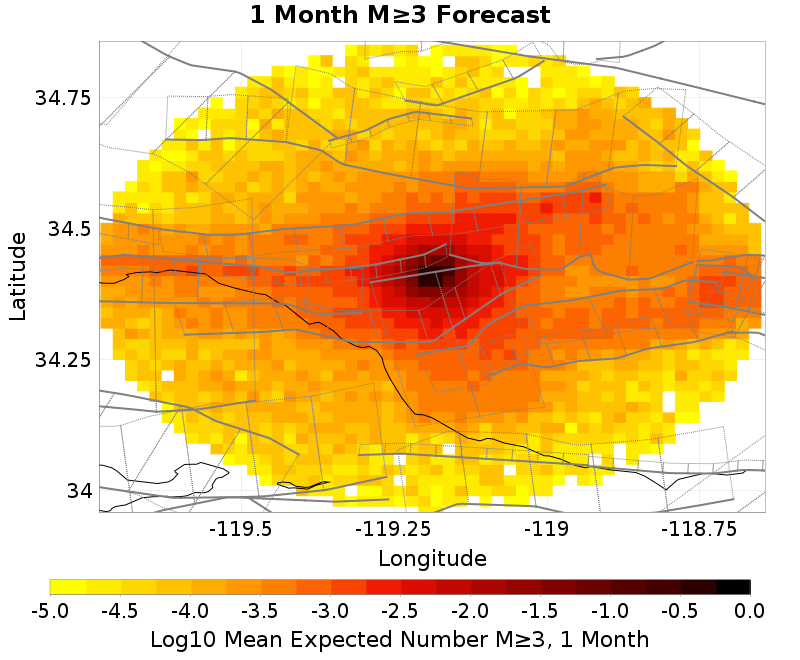 1 Month M≥3 Forecast
34.75
34.5
34.25
34
Latitude
-119.5
-119.25
-119
-118.75
Longitude
-5.0 -4.5 -4.0 -3.5 -3.0 -2.5 -2.0 -1.5 -1.0 -0.5 0.0
Log10 Mean Expected Number M≥3, 1 Month